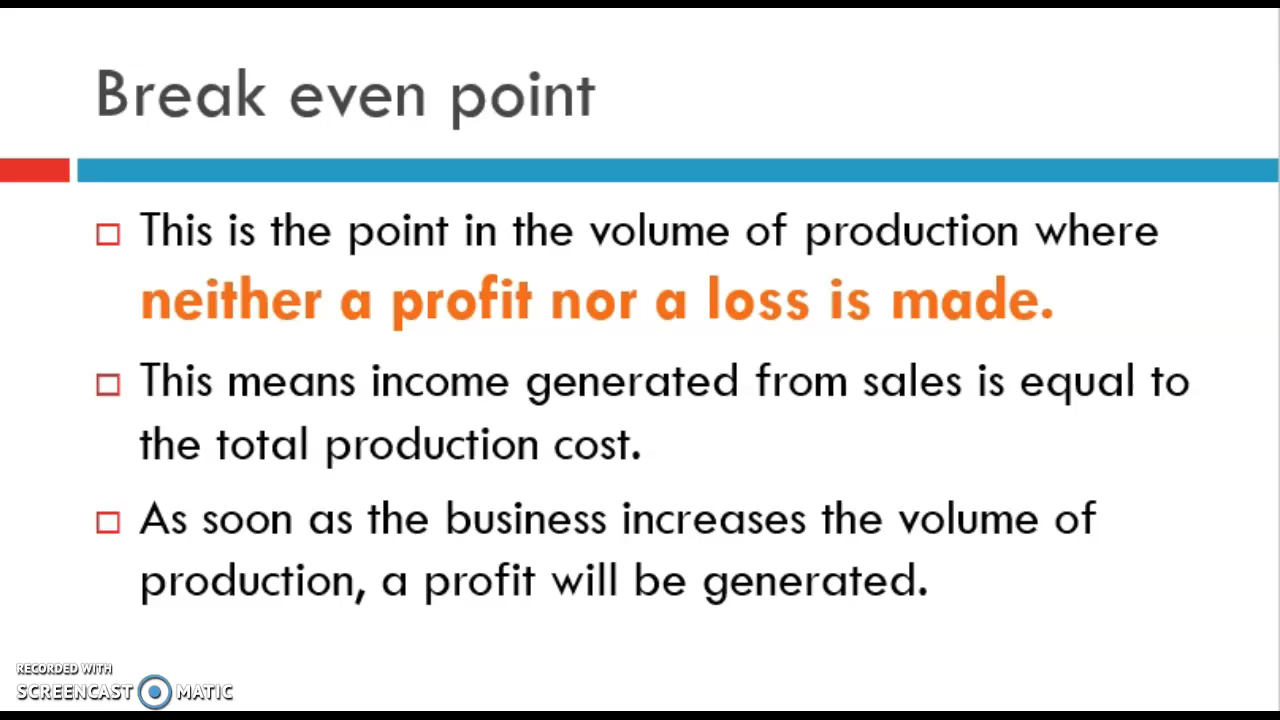 Break even point
This is the point in the volume of production where
neither a profit nor a loss is made.
This means income generated from sales is equal to
the total production cost.
As soon as the business increases the volume of
production, a profit will be generated.
RECORDED WITH
SCREENCAST MATIC